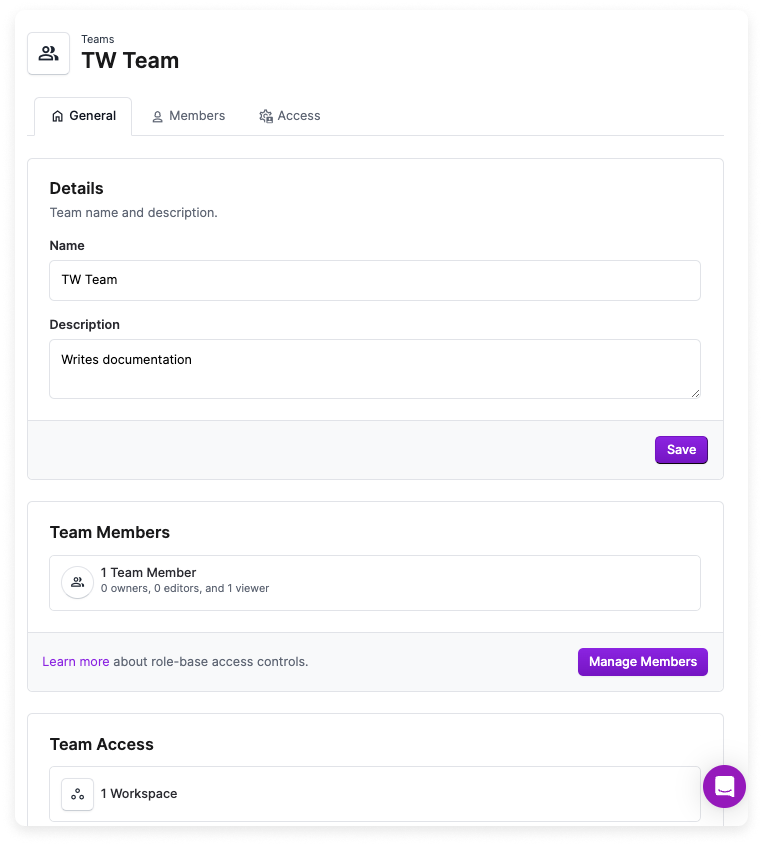 Teams
TW Team
General
Members
Access
Details
Team name and description.
Name
TW Team
Description
Writes documentation
Save
Team Members
1 Team Member
0 owners, 0 editors, and 1 viewer
Learn more about role-base access controls.
Manage Members
Team Access
1 Workspace